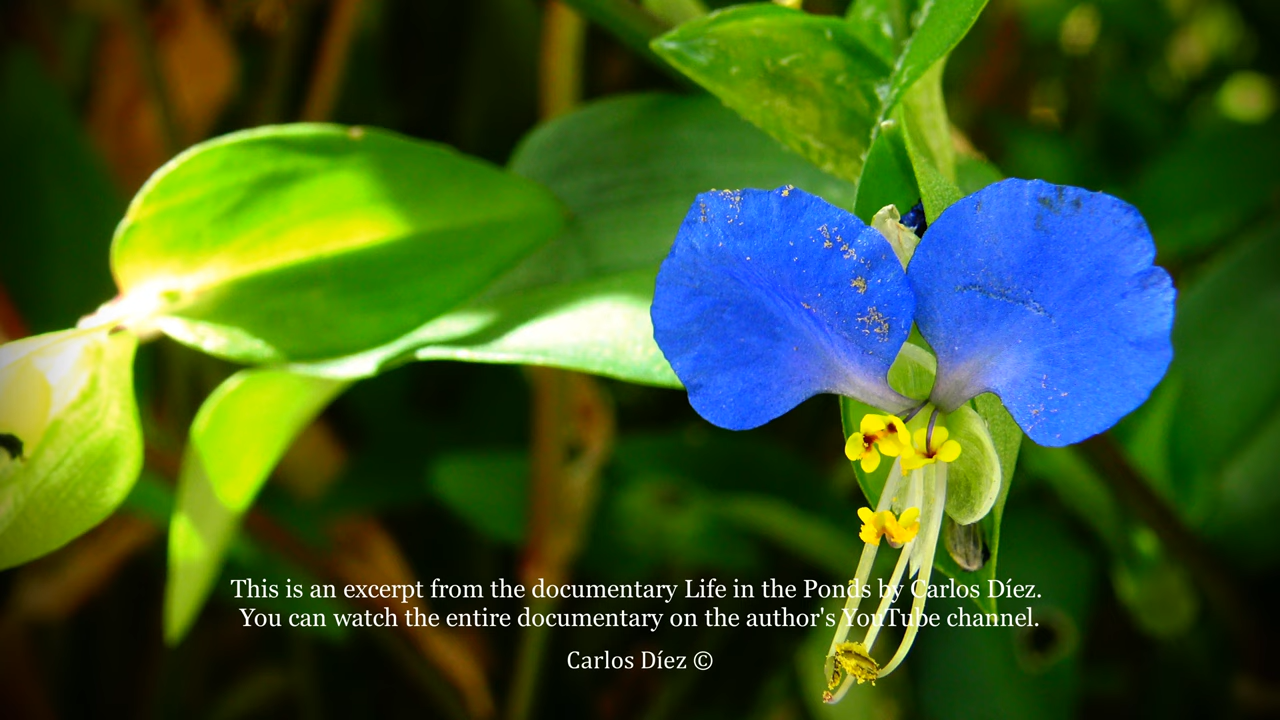 This is an excerpt from the documentary Life in the Ponds by Carlos Díez.
You can watch the entire documentary on the author's YouTube channel.
Carlos Díez ©